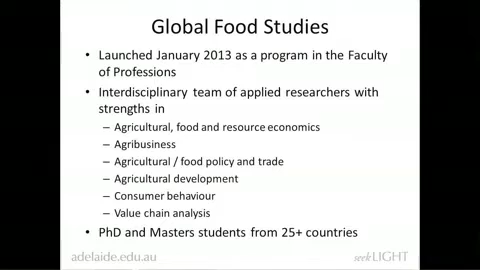 Global Food Studies
• Launched January 2013 as a program in the Faculty
of Professions
• Interdisciplinary team of applied researchers with
strengths in
– Agricultural, food and resource economics
– Agribusiness
– Agricultural / food policy and trade
– Agricultural development
– Consumer behaviour
– Value chain analysis
• PhD and Masters students from 25+ countries
adelaide.edu.au
seek LIGHT